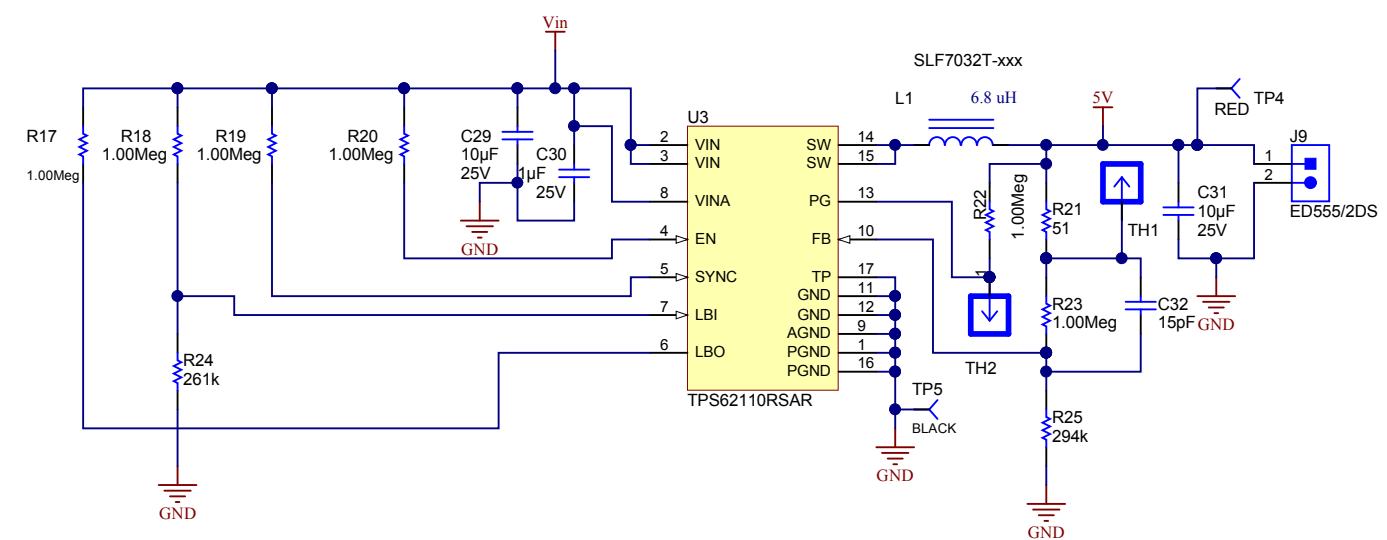 Vin
SLF7032T-xxx
L1
6.8 uH
5V
TP4
RED
R17
1.00Meg
R18
1.00Meg
R19
1.00Meg
R20
1.00Meg
C29
10µF
25V
C30
1µF
25V
GND
U3
2 VIN
3 VIN
8 VINA
4 EN
5 SYNC
7 LBI
6 LBO
SW 14
SW 15
PG 13
FB 10
TP 17
GND 11
GND 12
AGND 9
PGND 1
PGND 16
TPS62110RSAR
R22
1.00Meg
R21
51
TH1
C31
10µF
25V
J9
1
2
ED555/2DS
GND
1
TH2
R23
1.00Meg
C32
15pF
R24
261k
GND
TP5
BLACK
GND
R25
294k
GND